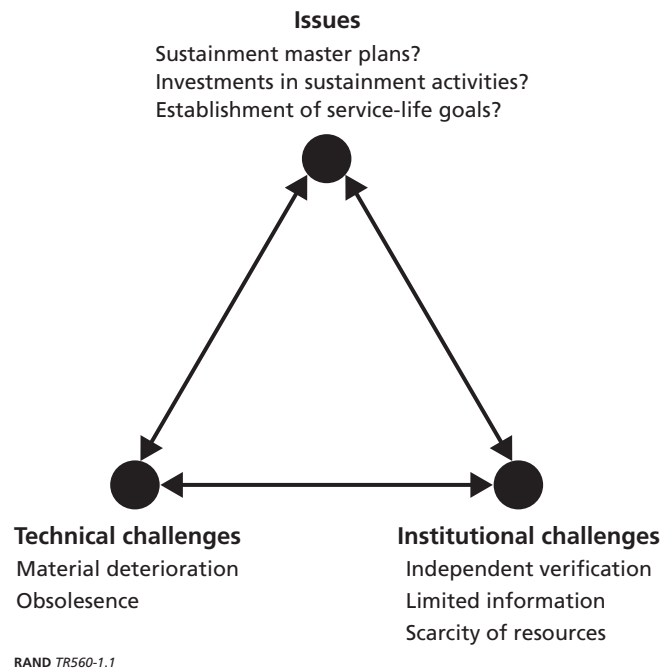 Issues
Sustainment master plans?
Investments in sustainment activities?
Establishment of service-life goals?
Technical challenges
Material deterioration
Obsolesence
Institutional challenges
Independent verification
Limited information
Scarcity of resources
RAND TR560-1.1